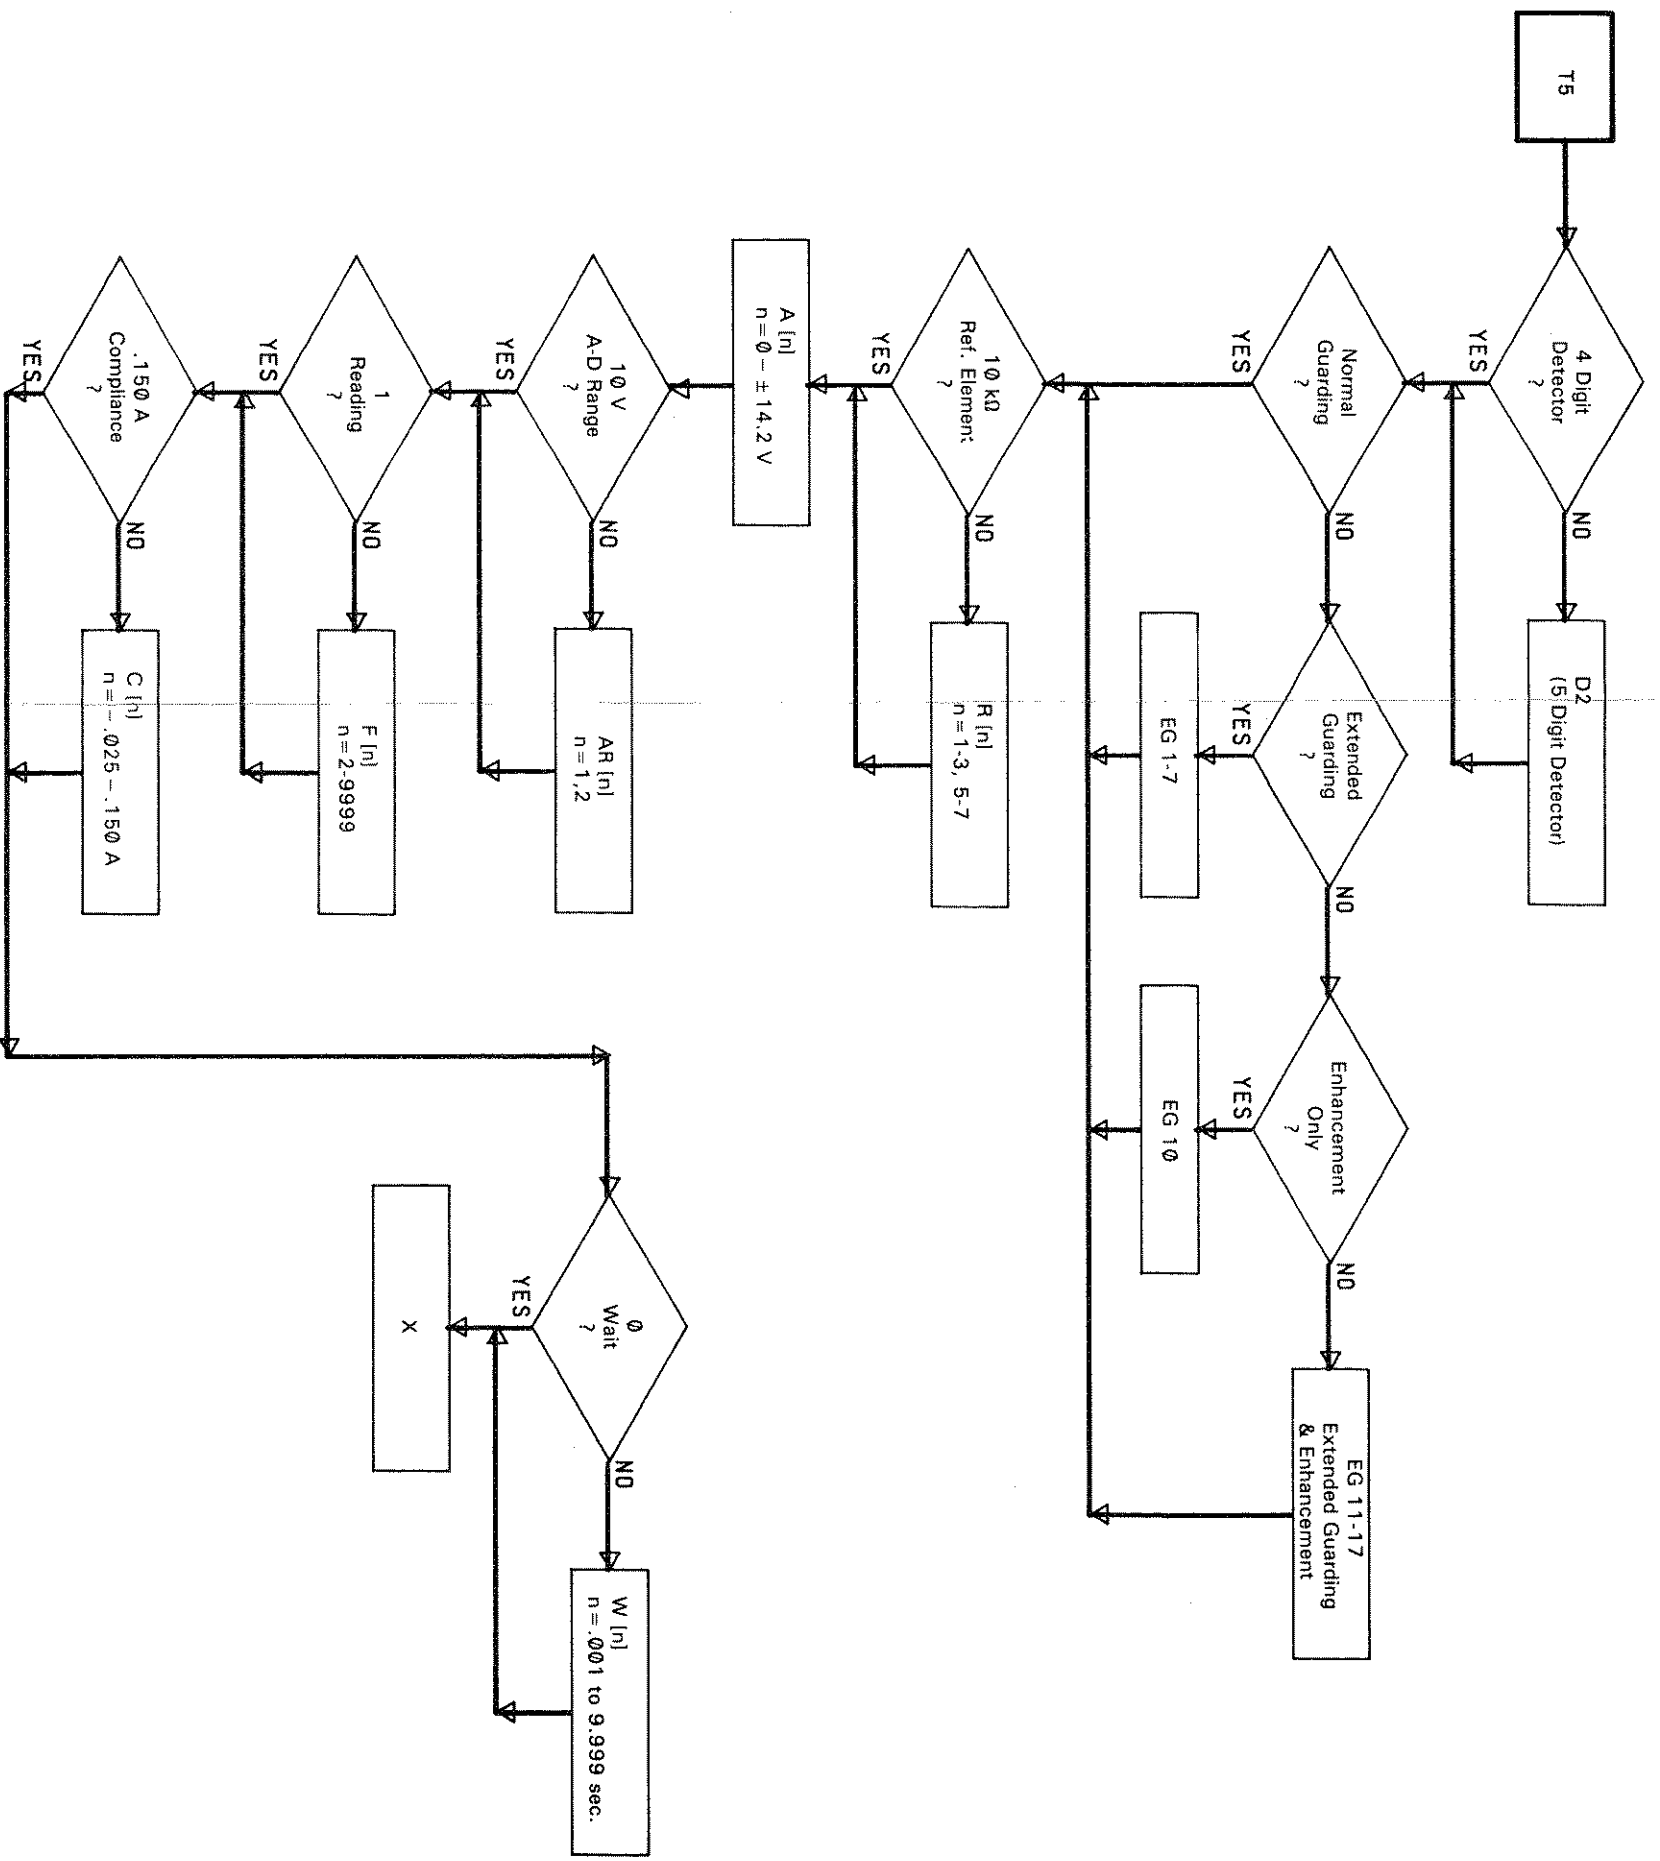 T5
4 Digit
Detector
?
NO
YES
D2
(5 Digit Detector)
Normal
Guarding
?
NO
YES
Extended
Guarding
?
NO
YES
EG 1-7
Enhancement
Only
?
NO
YES
EG 10
EG 11-17
Extended Guarding
& Enhancement
10 kΩ
Ref. Element
?
NO
YES
R [n]
n=1-3, 5-7
A [n]
n=0- ±14.2 V
10 V
A-D Range
?
NO
YES
AR [n]
n=1,2
1
Reading
?
NO
YES
F [n]
n=2-9999
.150 A
Compliance
?
NO
YES
C [n]
n=-.025-.150 A
0
Wait
?
NO
YES
W [n]
n=.001 to 9.999 sec.
X